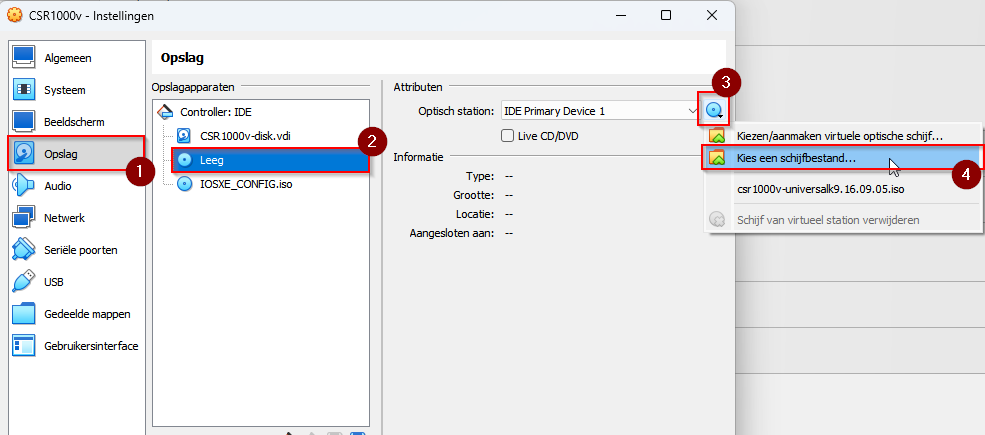 CSR1000v - Instellingen
Algemeen
Systeem
Beeldscherm
Opslag
1
Audio
Netwerk
Seriële poorten
USB
Gedeelde mappen
Gebruikersinterface
Opslag
Opslagapparaten
Controller: IDE
CSR1000v-disk.vdi
2
Leeg
IOSXE_CONFIG.iso
Attributen
3
Optisch station: IDE Primary Device 1
Live CD/DVD
Informatie
Type: --
Grootte: --
Locatie: --
Aangesloten aan: --
Kiezen/aanmaken virtuele optische schijf...
Kies een schijfbestand...
4
csr1000v-universalk9.16.09.05.iso
Schijf van virtueel station verwijderen